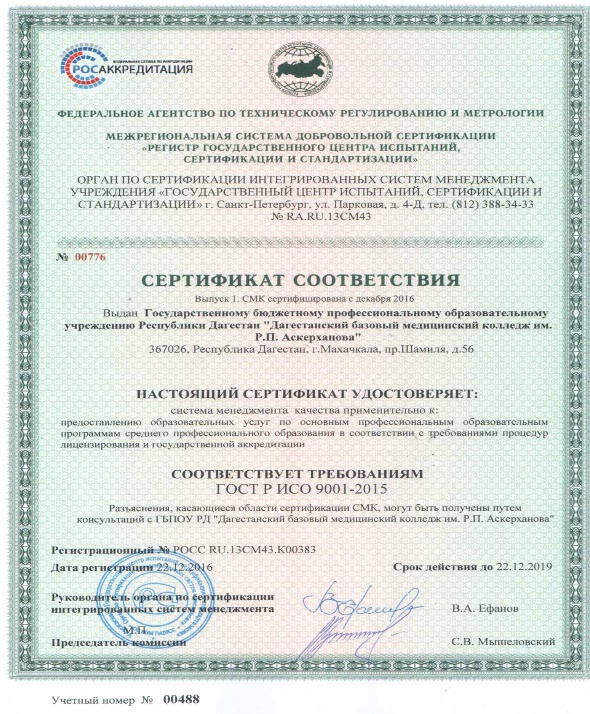 ФЕДЕРАЛЬНАЯ СЛУЖБА ПО АККРЕДИТАЦИИ
РОСАККРЕДИТАЦИЯ
ФЕДЕРАЛЬНОЕ АГЕНТСТВО ПО ТЕХНИЧЕСКОМУ РЕГУЛИРОВАНИЮ И МЕТРОЛОГИИ
МЕЖРЕГИОНАЛЬНАЯ СИСТЕМА ДОБРОВОЛЬНОЙ СЕРТИФИКАЦИИ
«РЕГИСТР ГОСУДАРСТВЕННОГО ЦЕНТРА ИСПЫТАНИЙ,
СЕРТИФИКАЦИИ И СТАНДАРТИЗАЦИИ»
ОРГАН ПО СЕРТИФИКАЦИИ ИНТЕГРИРОВАННЫХ СИСТЕМ МЕНЕДЖМЕНТА
УЧРЕЖДЕНИЯ «ГОСУДАРСТВЕННЫЙ ЦЕНТР ИСПЫТАНИЙ, СЕРТИФИКАЦИИ И
СТАНДАРТИЗАЦИИ» г. Санкт-Петербург, ул. Парковая, д. 4-Д, тел. (812) 388-34-33
№ RA.RU.13СМ43
№ 00776
СЕРТИФИКАТ СООТВЕТСТВИЯ
Выпуск 1. СМК сертифицирована с декабря 2016
Выдан Государственному бюджетному профессиональному образовательному
учреждению Республики Дагестан "Дагестанский базовый медицинский колледж им.
Р.П. Аскерханова"
367026, Республика Дагестан, г.Махачкала, пр.Шамиля, д.56
НАСТОЯЩИЙ СЕРТИФИКАТ УДОСТОВЕРЯЕТ:
система менеджмента качества применительно к:
предоставлению образовательных услуг по основным профессиональным образовательным
программам среднего профессионального образования в соответствии с требованиями процедур
лицензирования и государственной аккредитации
СООТВЕТСТВУЕТ ТРЕБОВАНИЯМ
ГОСТ Р ИСО 9001-2015
Разъяснения, касающиеся области сертификации СМК, могут быть получены путем
консультаций с ГБПОУ РД "Дагестанский базовый медицинский колледж им. Р.П. Аскерханова"
Регистрационный № РОСС RU.13СМ43.К00383
Дата регистрации 22.12.2016 Срок действия до 22.12.2019
Руководитель органа по сертификации
интегрированных систем менеджмента В.А. Ефанов
М.П.
Председатель комиссии С.В. Мышеловский
Учетный номер № 00488